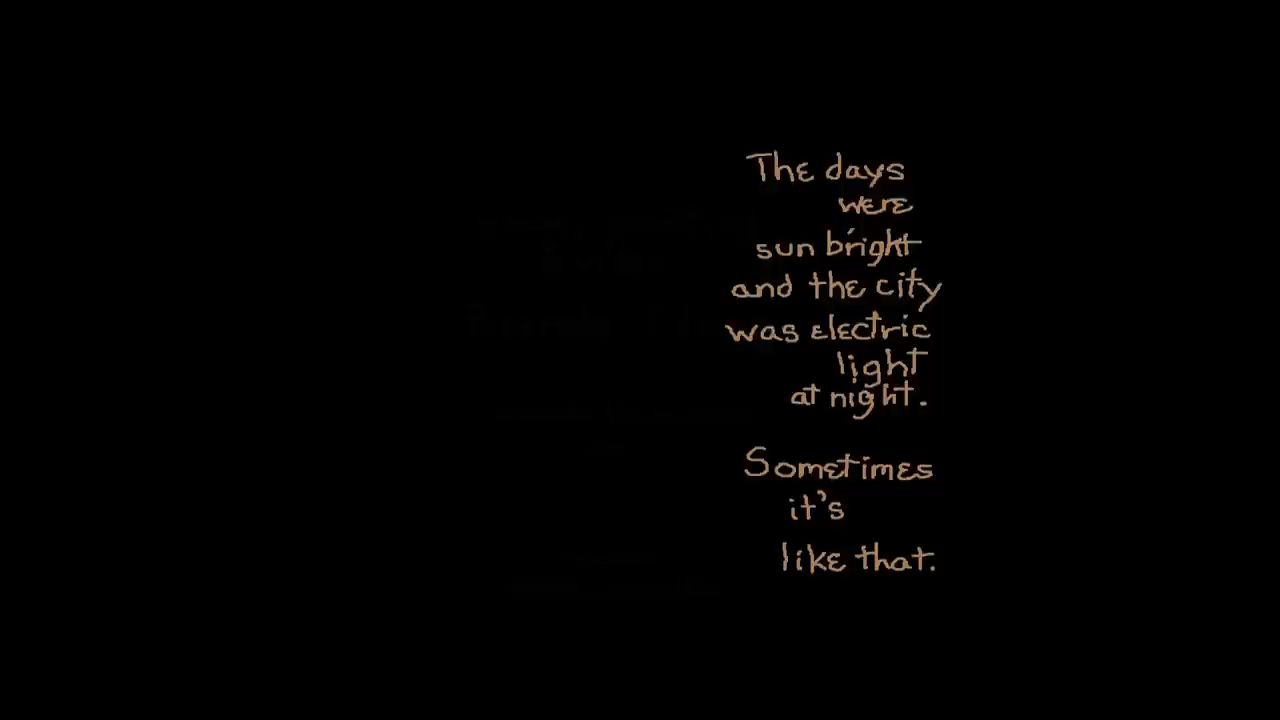 The days
were
sun bright
and the city
was electric
light
at night.
Sometimes
it's
like that.